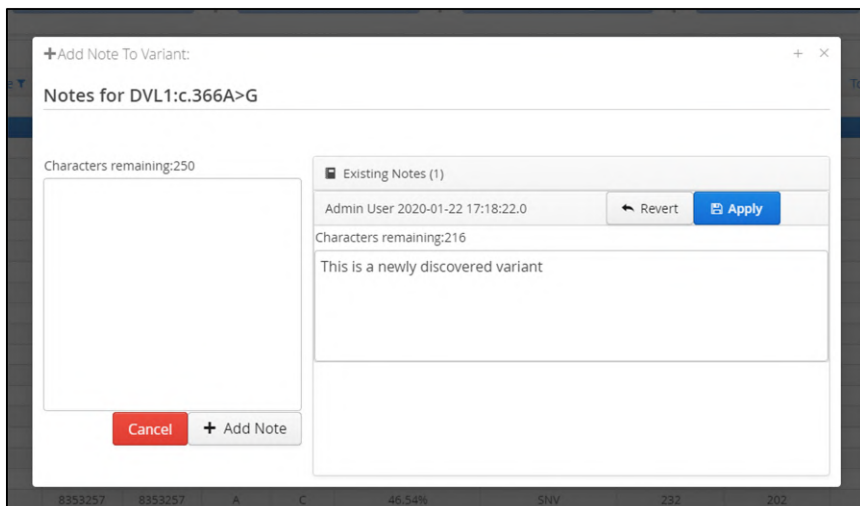 Add Note To Variant:
Notes for DVL1:c.366A>G
Characters remaining:250
Cancel
Add Note
Existing Notes (1)
Admin User 2020-01-22 17:18:22.0
Revert
Apply
Characters remaining:216
This is a newly discovered variant
8353257 8353257 A C 46.54% SNV 232 202